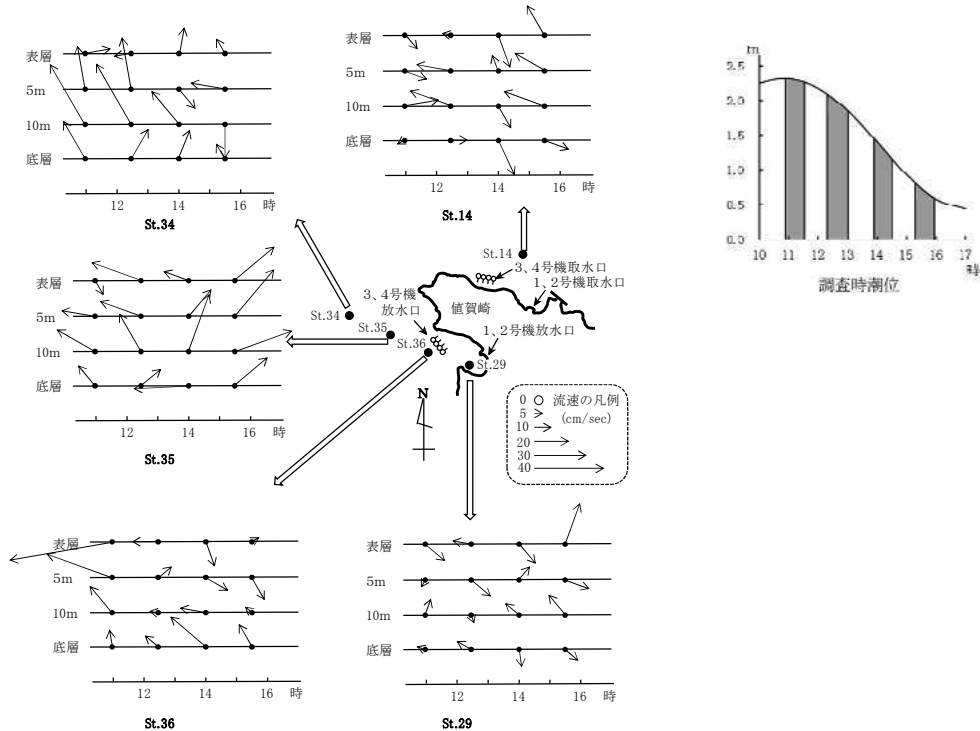 表層
5m
10m
底層
12 14 16 時
St.34
表層
5m
10m
底層
12 14 16 時
St.14
m
2.5
2.0
1.5
1.0
0.5
0.0
10 11 12 13 14 15 16 17
時
調査時潮位
St.14
3、4号機取水口
1、2号機取水口
3、4号機
放水口
値賀崎
St.34
St.35
St.36
1、2号機放水口
St.29
N
0 流速の凡例
5 (cm/sec)
10
20
30
40
表層
5m
10m
底層
12 14 16 時
St.35
表層
5m
10m
底層
12 14 16 時
St.36
表層
5m
10m
底層
12 14 16 時
St.29